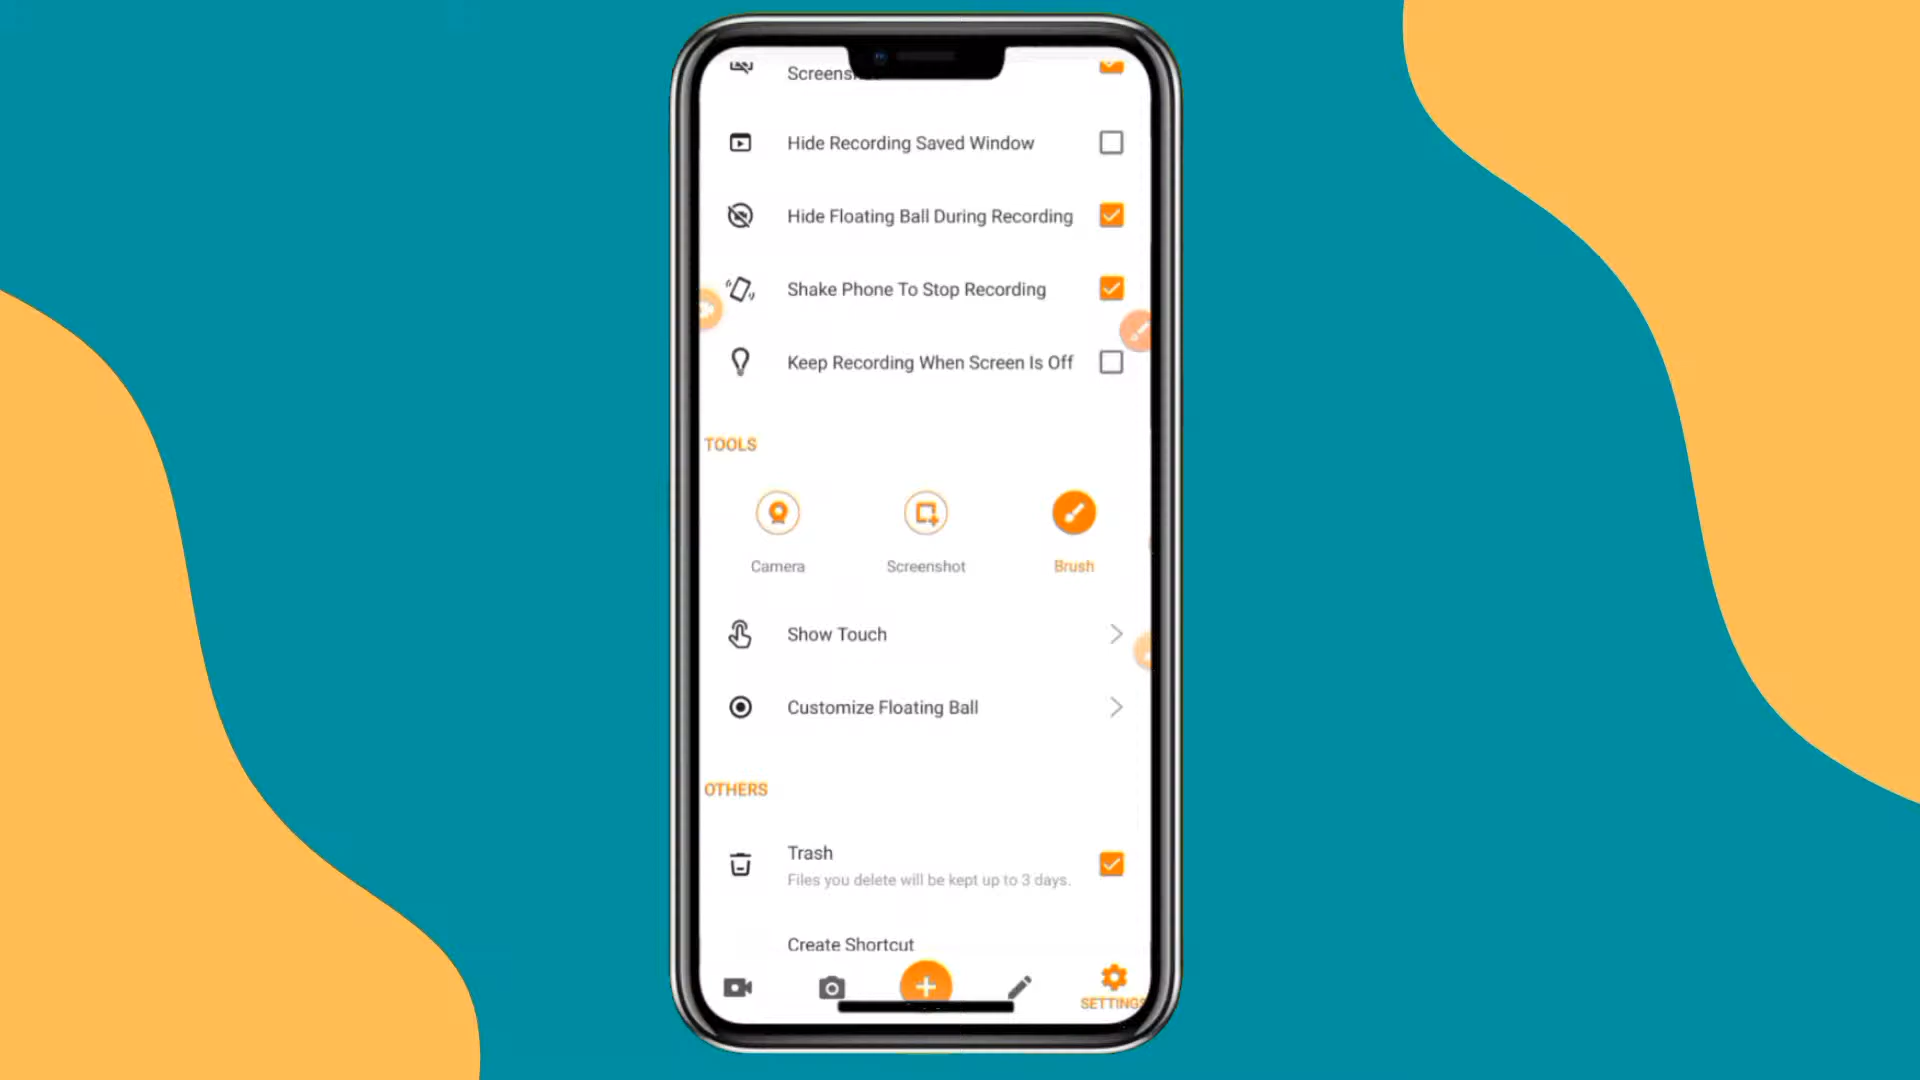 Hide Recording Saved Window
Hide Floating Ball During Recording
Shake Phone To Stop Recording
Keep Recording When Screen Is Off
TOOLS
Camera
Screenshot
Brush
Show Touch
Customize Floating Ball
OTHERS
Trash
Files you delete will be kept up to 3 days.
Create Shortcut
SETTINGS